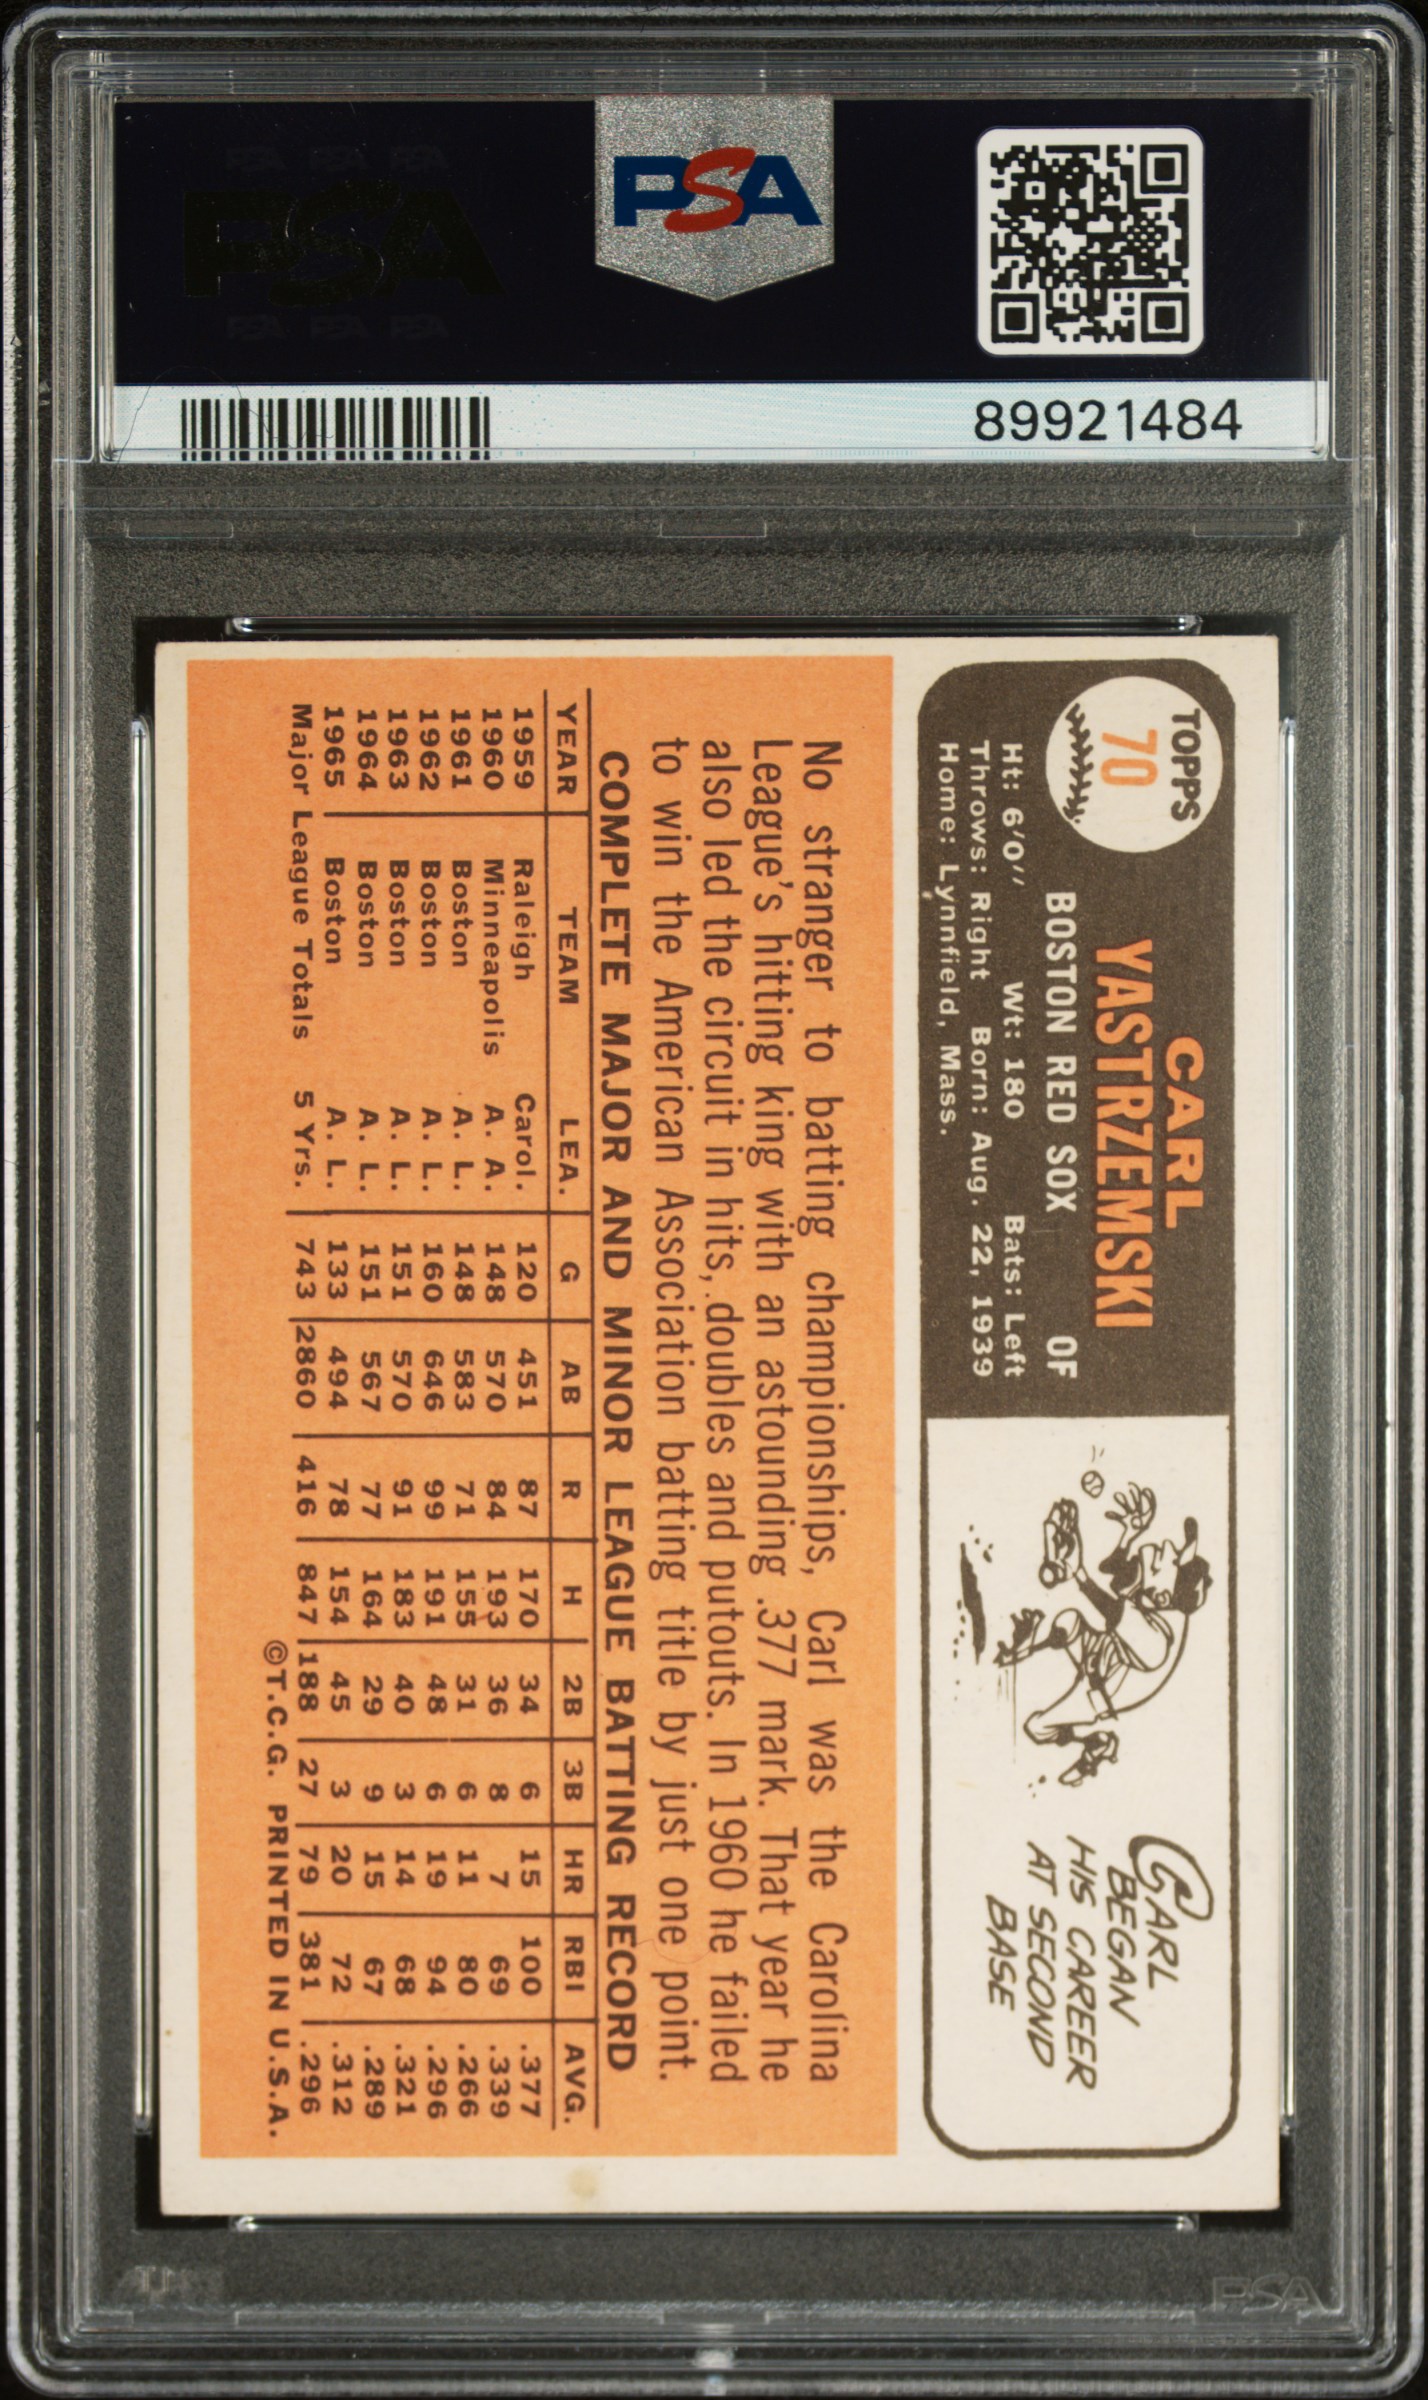 PSA PSA PSA
PSA
PSA PSA PSA
PSA
89921484
TOPPS
70
CARL
YASTRZEMSKI
BOSTON RED SOX OF
Ht: 6'0" Wt: 180 Bats: Left
Throws: Right Born: Aug. 22, 1939
Home: Lynnfield, Mass.
CARL
BEGAN
HIS CAREER
AT SECOND
BASE
No stranger to batting championships, Carl was the Carolina
League's hitting king with an astounding .377 mark. That year he
also led the circuit in hits, doubles and putouts. In 1960 he failed
to win the American Association batting title by just one point.
COMPLETE MAJOR AND MINOR LEAGUE BATTING RECORD
YEAR TEAM LEA. G AB R H 2B 3B HR RBI AVG.
1959 Raleigh Carol. 120 451 87 170 34 6 15 100 .377
1960 Minneapolis A. A. 148 570 84 193 36 8 7 69 .339
1961 Boston A. L. 148 583 71 155 31 6 11 80 .266
1962 Boston A. L. 160 646 99 191 48 6 19 94 .296
1963 Boston A. L. 151 570 91 183 40 3 14 68 .321
1964 Boston A. L. 151 567 77 164 29 9 15 67 .289
1965 Boston A. L. 133 494 78 154 45 3 20 72 .312
Major League Totals 5 Yrs. 743 2860 416 847 188 27 79 381 .296
©T.C.G. PRINTED IN U.S.A.
PSA